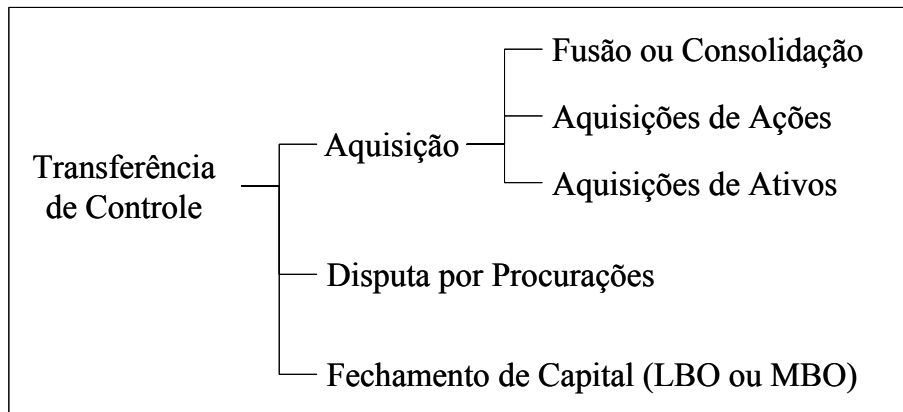 Transferência
de Controle
Aquisição
Fusão ou Consolidação
Aquisições de Ações
Aquisições de Ativos
Disputa por Procurações
Fechamento de Capital (LBO ou MBO)